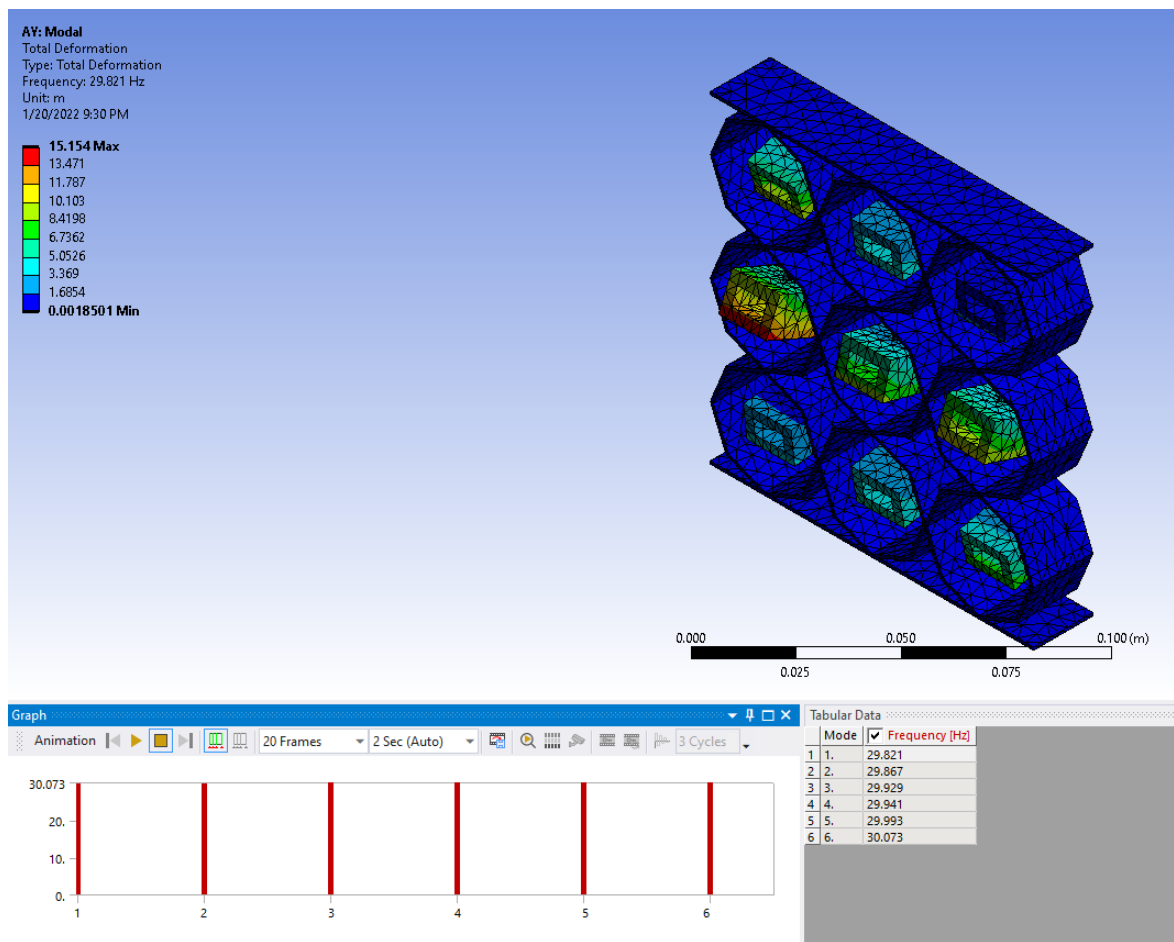 AY: Modal
Total Deformation
Type: Total Deformation
Frequency: 29.821 Hz
Unit: m
1/20/2022 9:30 PM
15.154 Max
13.471
11.787
10.103
8.4198
6.7362
5.0526
3.369
1.6854
0.0018501 Min
0.000 0.050 0.100 (m)
0.025 0.075
Graph
Animation 20 Frames 2 Sec (Auto) 3 Cycles
30.073
20.
10.
0.
1 2 3 4 5 6
Tabular Data
Mode Frequency [Hz]
1 1. 29.821
2 2. 29.867
3 3. 29.929
4 4. 29.941
5 5. 29.993
6 6. 30.073